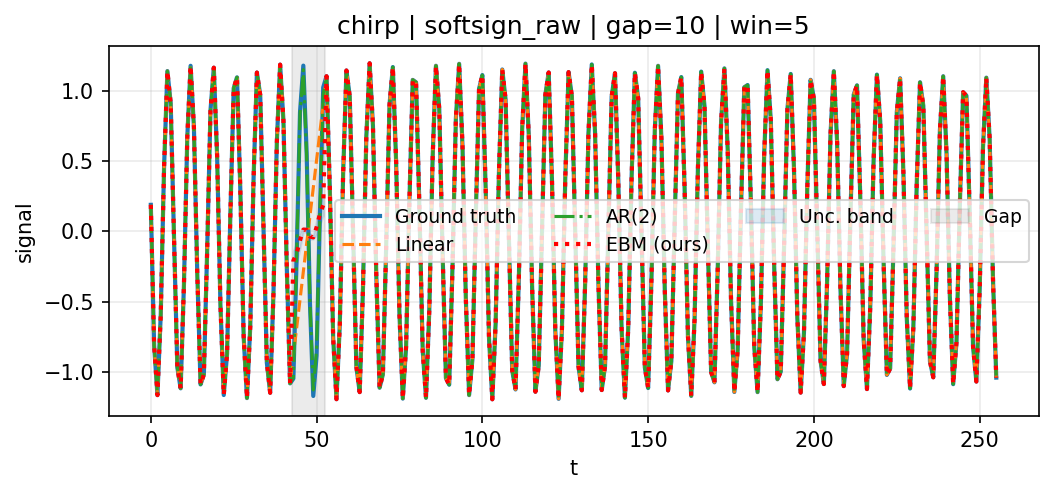 chirp | softsign_raw | gap=10 | win=5
signal
1.0
0.5
0.0
−0.5
−1.0
Ground truth AR(2) Unc. band Gap
Linear EBM (ours)
0 50 100 150 200 250
t